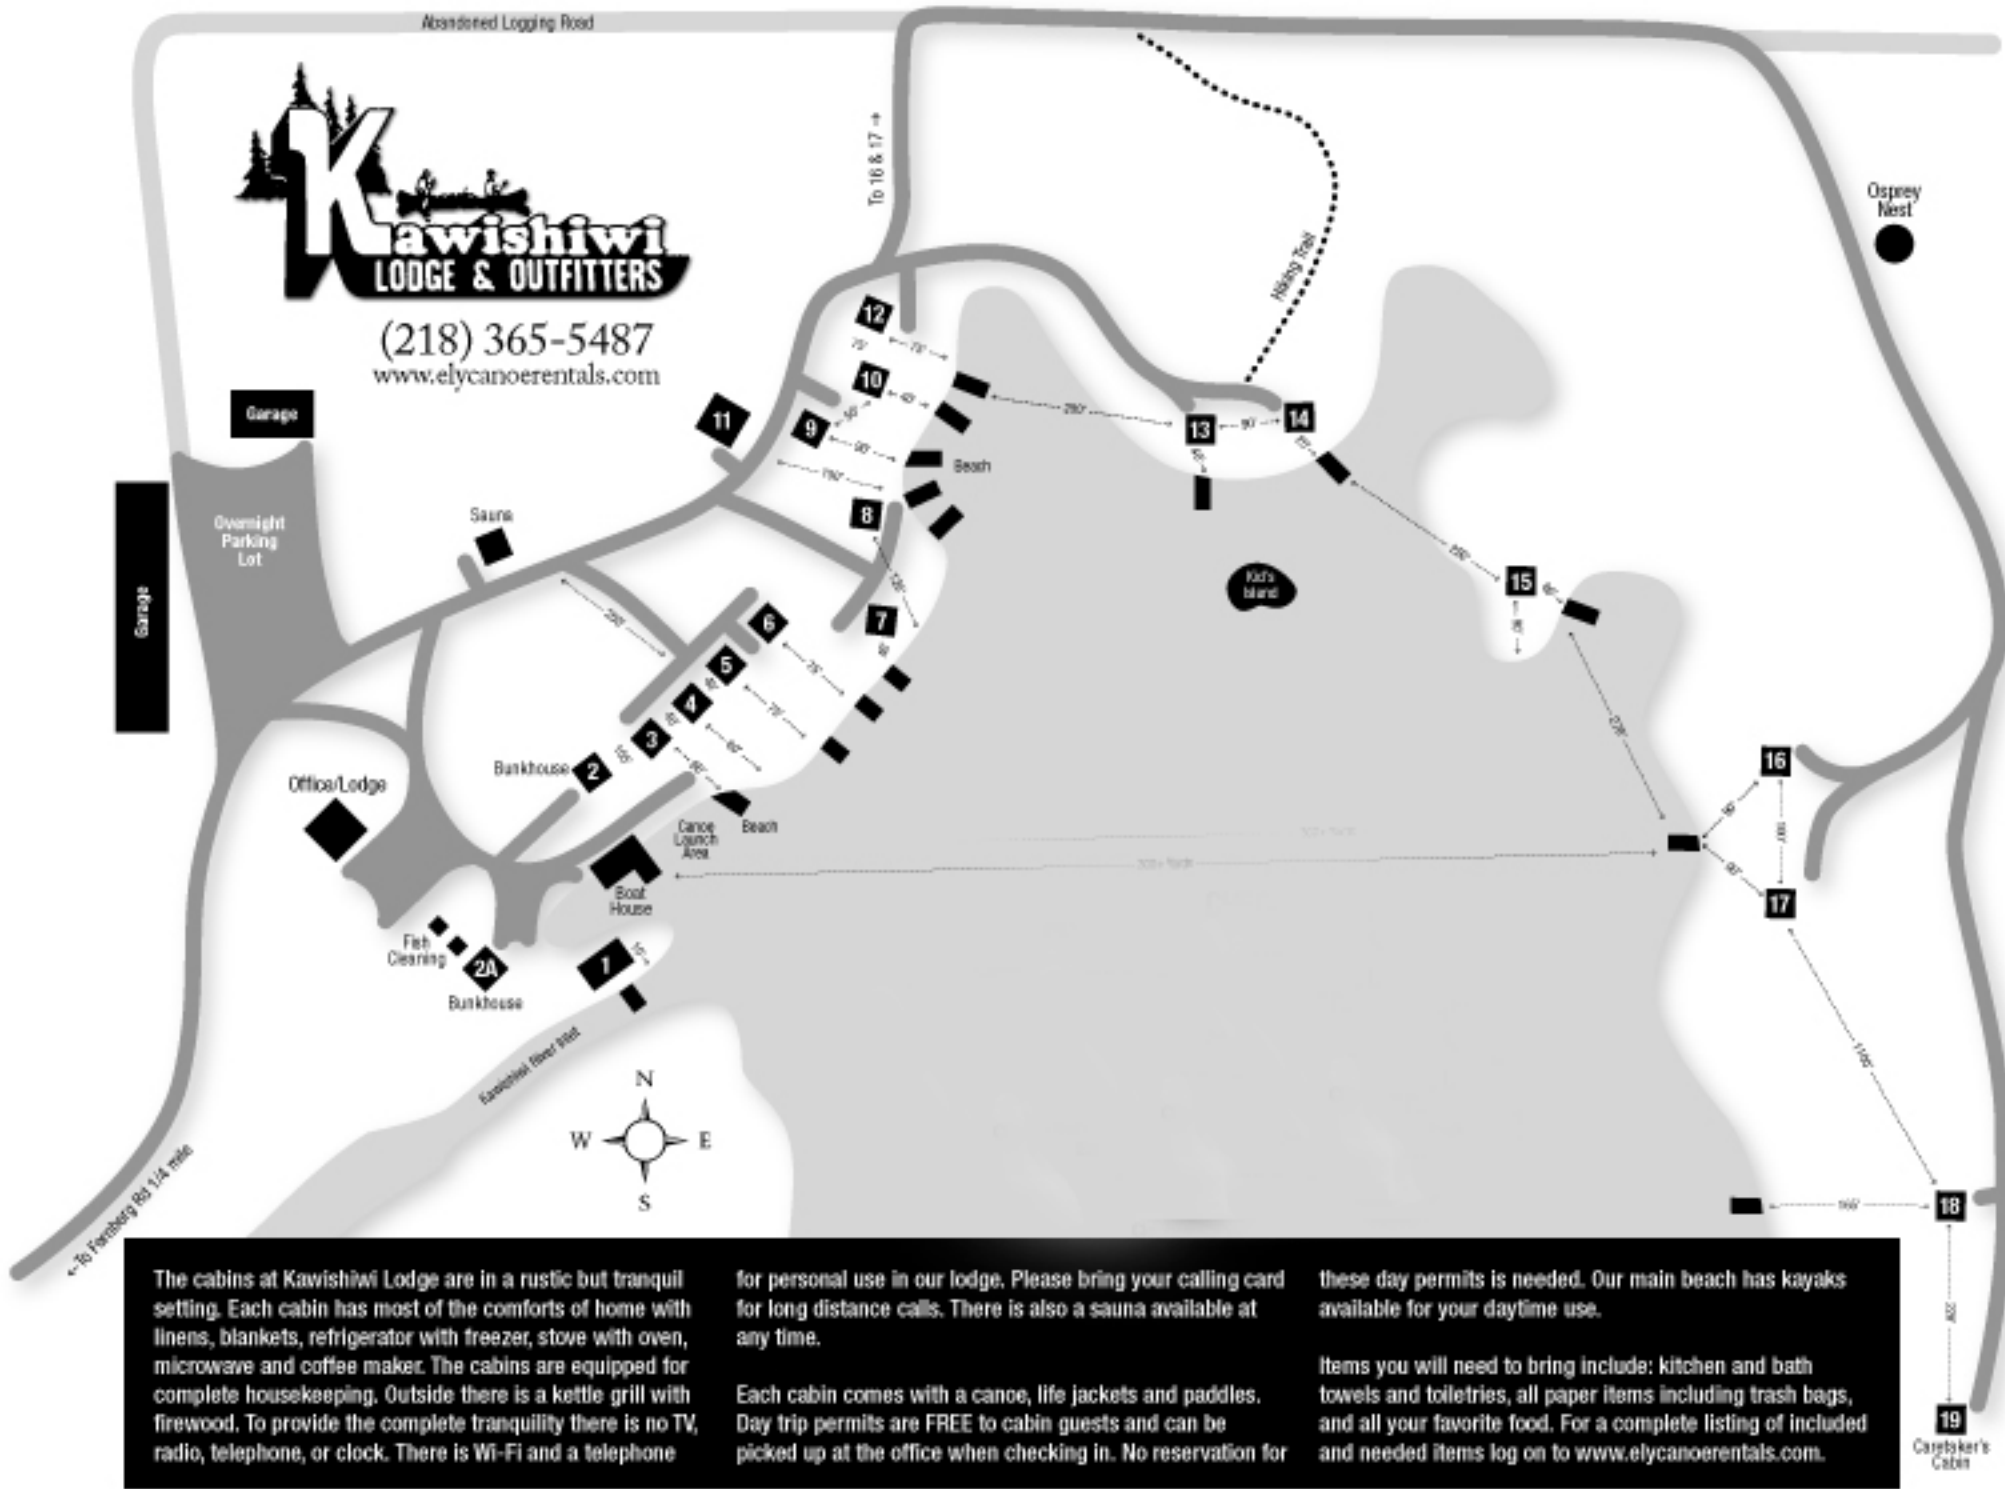 Abandoned Logging Road
Kawishiwi
LODGE & OUTFITTERS
(218) 365-5487
www.elycanoerentals.com
To 16 & 17 →
Hiking Trail
Osprey
Nest
Garage
Garage
Overnight
Parking
Lot
Sauna
12
75'
75'
10
9
11
8
Beach
13
90'
14
Kid's
Island
15
7
6
75'
5
4
3
Bunkhouse
2
Office/Lodge
Canoe
Launch
Area
Beach
Boat
House
Fish
Cleaning
2A
Bunkhouse
1
Kawishiwi River Inlet
16
17
18
19
Caretaker's
Cabin
N
W
E
S
←To Fernberg Rd 1/4 mile
The cabins at Kawishiwi Lodge are in a rustic but tranquil
setting. Each cabin has most of the comforts of home with
linens, blankets, refrigerator with freezer, stove with oven,
microwave and coffee maker. The cabins are equipped for
complete housekeeping. Outside there is a kettle grill with
firewood. To provide the complete tranquility there is no TV,
radio, telephone, or clock. There is Wi-Fi and a telephone
for personal use in our lodge. Please bring your calling card
for long distance calls. There is also a sauna available at
any time.
Each cabin comes with a canoe, life jackets and paddles.
Day trip permits are FREE to cabin guests and can be
picked up at the office when checking in. No reservation for
these day permits is needed. Our main beach has kayaks
available for your daytime use.
Items you will need to bring include: kitchen and bath
towels and toiletries, all paper items including trash bags,
and all your favorite food. For a complete listing of included
and needed items log on to www.elycanoerentals.com.